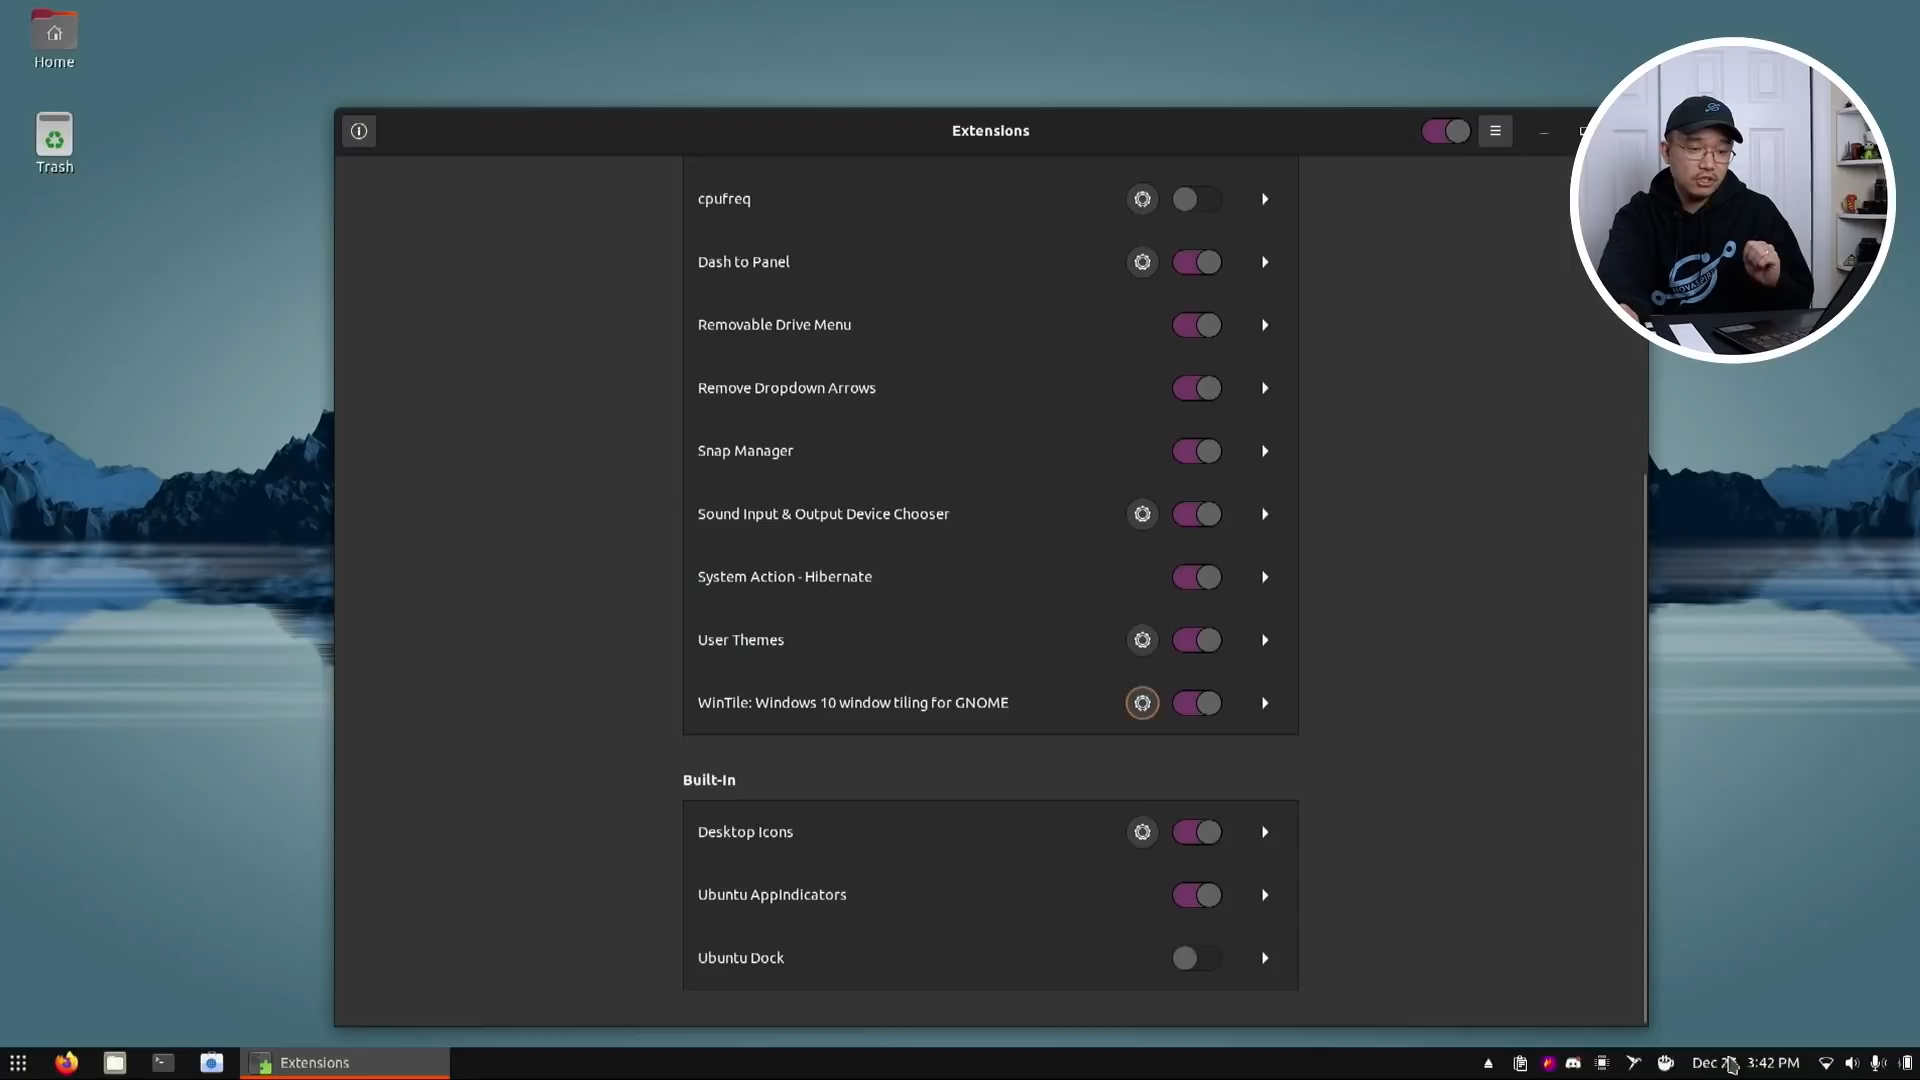 Home
Trash
Extensions
cpufreq
Dash to Panel
Removable Drive Menu
Remove Dropdown Arrows
Snap Manager
Sound Input & Output Device Chooser
System Action - Hibernate
User Themes
WinTile: Windows 10 window tiling for GNOME
Built-In
Desktop Icons
Ubuntu AppIndicators
Ubuntu Dock
Extensions
Dec 3:42 PM